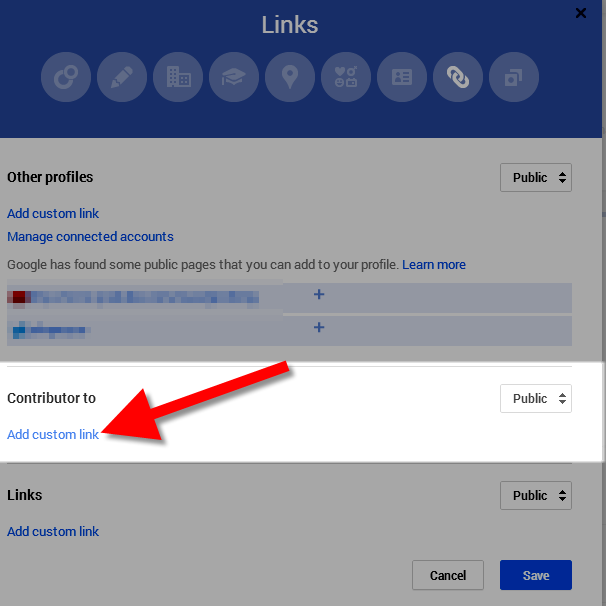 Links
Other profiles
Public
Add custom link
Manage connected accounts
Google has found some public pages that you can add to your profile. Learn more
+
+
Contributor to
Public
Add custom link
Links
Public
Add custom link
Cancel
Save